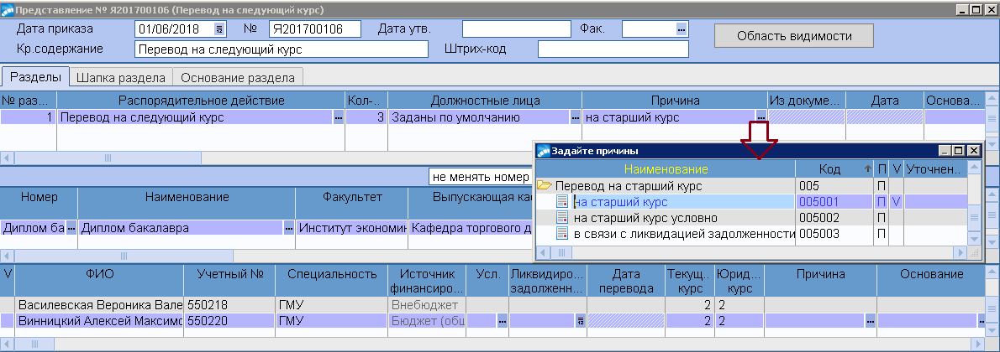 Представление № Я201700106 (Перевод на следующий курс)
Дата приказа 01/06/2018 12 № Я201700106 Дата утв. Фак. ...
Область видимости
Кр.содержание Перевод на следующий курс Штрих-код
Разделы Шапка раздела Основание раздела
№ раз... Распорядительное действие Кол-... Должностные лица Причина Из докуме... Дата Основа...
1 Перевод на следующий курс ... 3 Заданы по умолчанию ... на старший курс ...
Задайте причины
Наименование Код П V Уточнен..
Перевод на старший курс 005 П
на старший курс 005001 П V
на старший курс условно 005002 П
в связи с ликвидацией задолженности 005003 П
не менять номер
Номер Наименование Факультет Выпускающая ка
Диплом ба ... Диплом бакалавра ... Институт экономи Кафедра торгового д
V ФИО Учетный № Специальность Источник финансиро... Усл. Ликвидиро... задолженн... Дата перевода Текущ.. курс Юрид... курс Причина Основание
Василевская Вероника Вале 550218 ГМУ Внебюджет 2 2
Винницкий Алексей Максимо 550220 ГМУ Бюджет (общ ... 12 2 2 ... ..